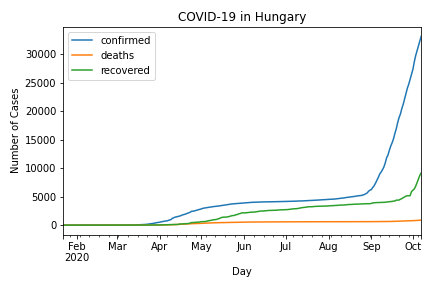 COVID-19 in Hungary
confirmed
deaths
recovered
Number of Cases
30000
25000
20000
15000
10000
5000
0
Feb Mar Apr May Jun Jul Aug Sep Oct
2020
Day